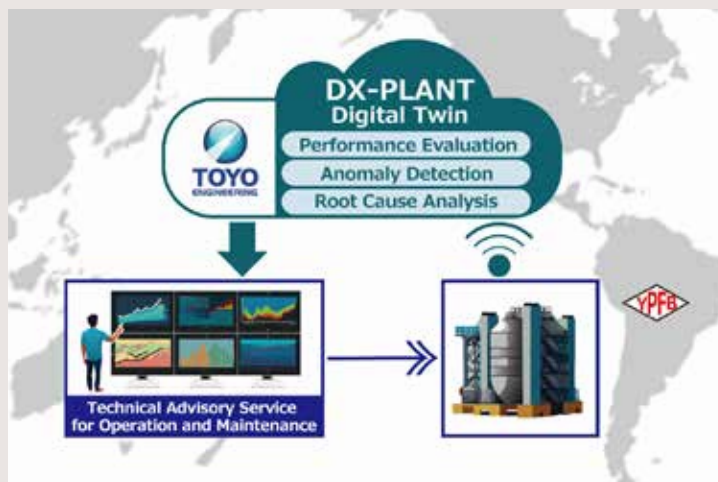 DX-PLANT
Digital Twin
TOYO
ENGINEERING
Performance Evaluation
Anomaly Detection
Root Cause Analysis
YPFB
Technical Advisory Service
for Operation and Maintenance